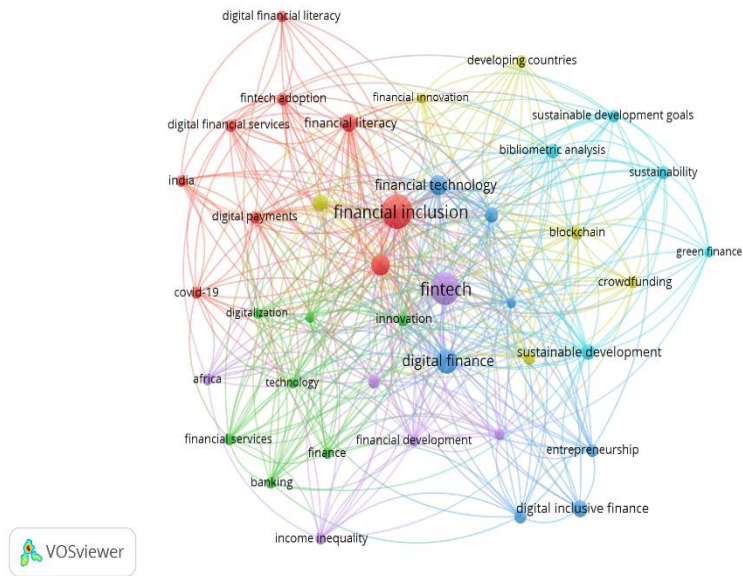 digital financial literacy
developing countries
fintech adoption
financial innovation
digital financial services
financial literacy
sustainable development goals
bibliometric analysis
india
financial technology
sustainability
digital payments
financial inclusion
blockchain
green finance
covid-19
fintech
crowdfunding
digitalization
innovation
digital finance
sustainable development
africa
technology
financial services
finance
financial development
entrepreneurship
banking
digital inclusive finance
income inequality
VOSviewer